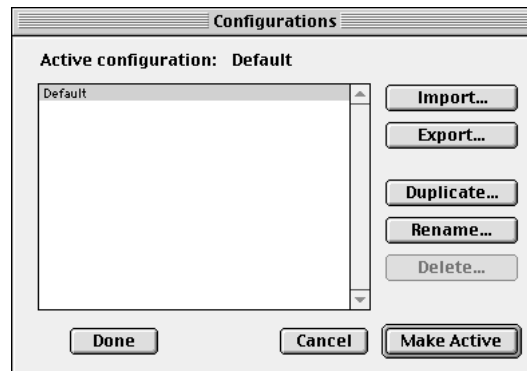 Configurations
Active configuration: Default
Default
Import...
Export...
Duplicate...
Rename...
Delete...
Done
Cancel
Make Active